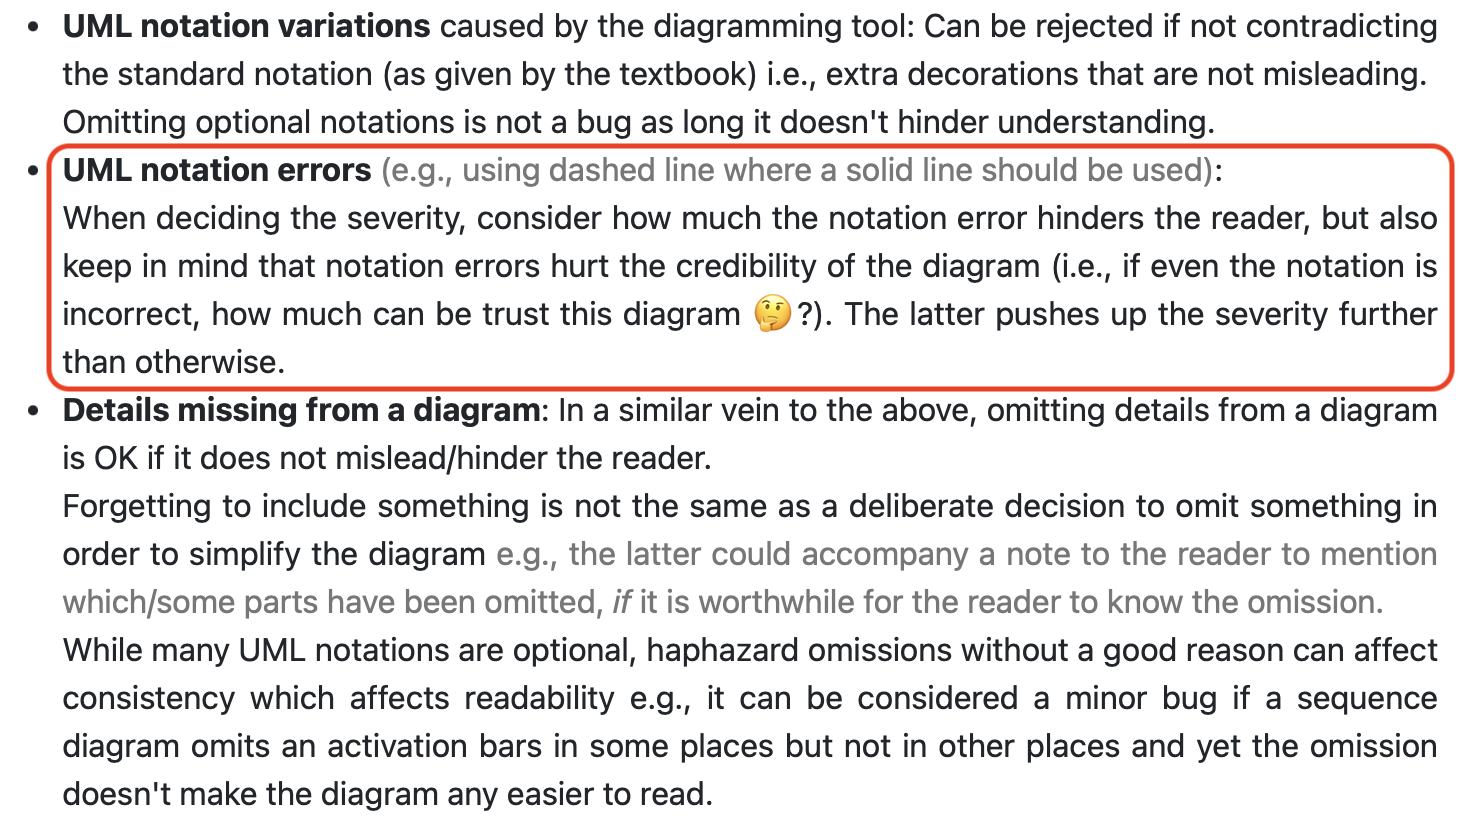 • UML notation variations caused by the diagramming tool: Can be rejected if not contradicting
the standard notation (as given by the textbook) i.e., extra decorations that are not misleading.
Omitting optional notations is not a bug as long it doesn't hinder understanding.
• UML notation errors (e.g., using dashed line where a solid line should be used):
When deciding the severity, consider how much the notation error hinders the reader, but also
keep in mind that notation errors hurt the credibility of the diagram (i.e., if even the notation is
incorrect, how much can be trust this diagram 🤔?). The latter pushes up the severity further
than otherwise.
• Details missing from a diagram: In a similar vein to the above, omitting details from a diagram
is OK if it does not mislead/hinder the reader.
Forgetting to include something is not the same as a deliberate decision to omit something in
order to simplify the diagram e.g., the latter could accompany a note to the reader to mention
which/some parts have been omitted, if it is worthwhile for the reader to know the omission.
While many UML notations are optional, haphazard omissions without a good reason can affect
consistency which affects readability e.g., it can be considered a minor bug if a sequence
diagram omits an activation bars in some places but not in other places and yet the omission
doesn't make the diagram any easier to read.